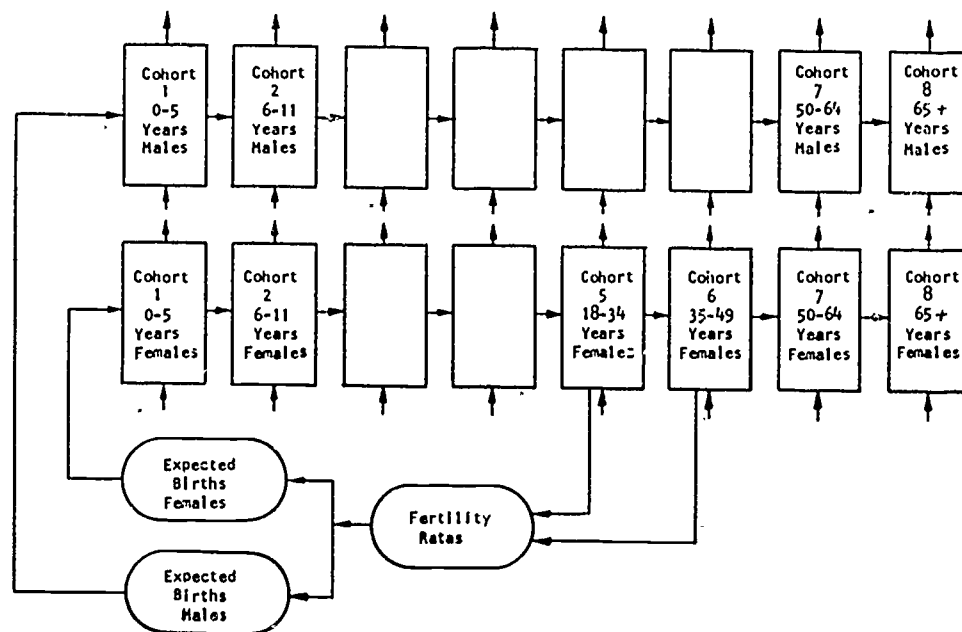 Cohort
1
0-5
Years
Males
Cohort
2
6-11
Years
Males
Cohort
7
50-64
Years
Males
Cohort
8
65+
Years
Males
Cohort
1
0-5
Years
Females
Cohort
2
6-11
Years
Females
Cohort
5
18-34
Years
Females
Cohort
6
35-49
Years
Females
Cohort
7
50-64
Years
Females
Cohort
8
65+
Years
Females
Expected
Births
Females
Fertility
Rates
Expected
Births
Males